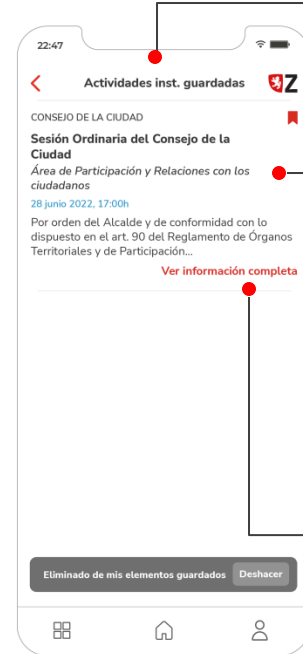 22:47
Actividades inst. guardadas
Z
CONSEJO DE LA CIUDAD
Sesión Ordinaria del Consejo de la
Ciudad
Área de Participación y Relaciones con los
ciudadanos
28 junio 2022, 17:00h
Por orden del Alcalde y de conformidad con lo
dispuesto en el art. 90 del Reglamento de Órganos
Territoriales y de Participación...
Ver información completa
Eliminado de mis elementos guardados Deshacer